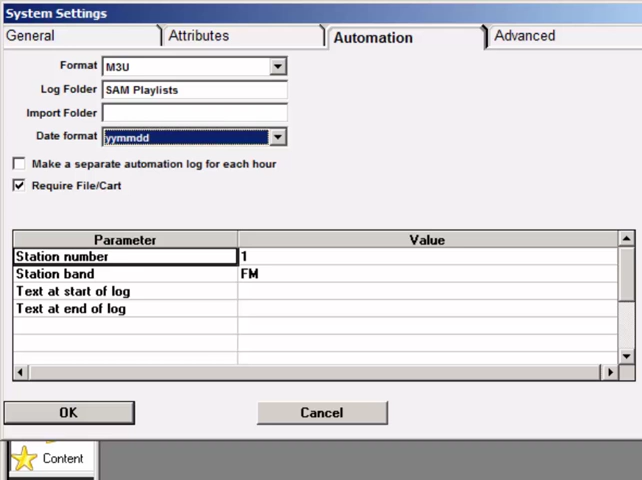 System Settings
General Attributes Automation Advanced
Format M3U
Log Folder SAM Playlists
Import Folder
Date format yymmdd
Make a separate automation log for each hour
Require File/Cart
Parameter Value
Station number 1
Station band FM
Text at start of log
Text at end of log
OK Cancel
Content